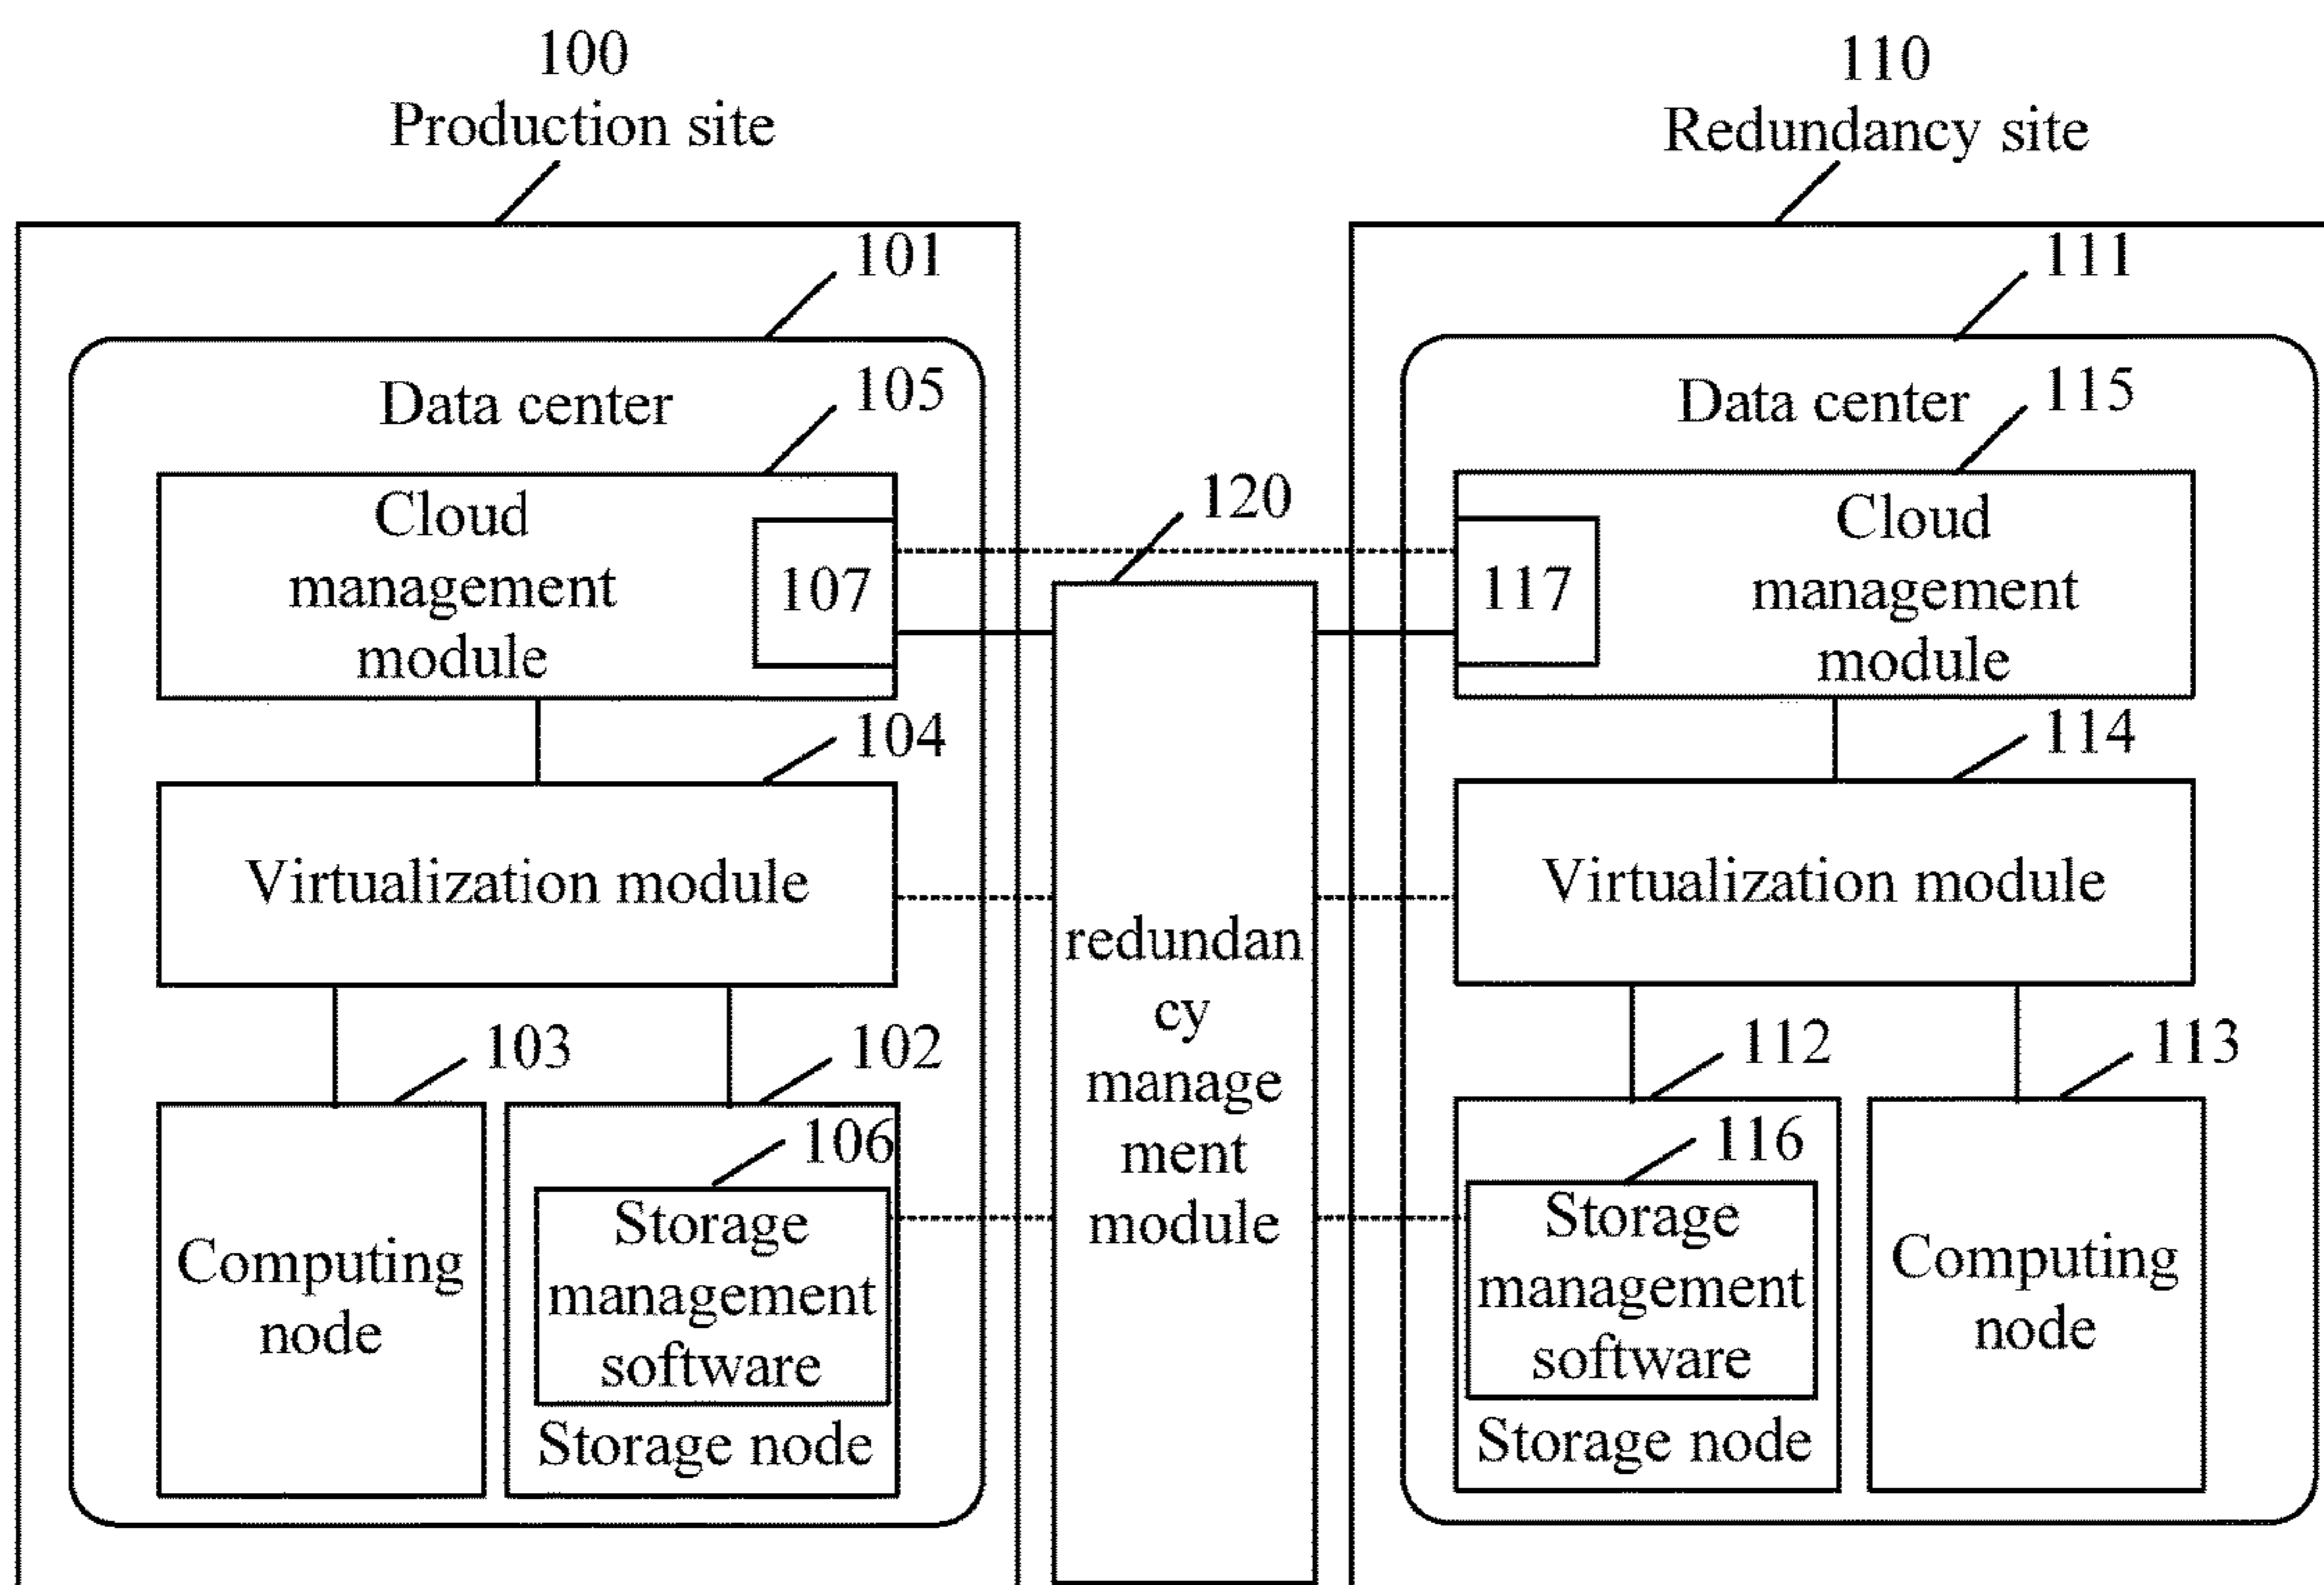 100
Production site
110
Redundancy site
101
Data center
105
Cloud
management
module
107
104
Virtualization module
103
102
106
Computing
node
Storage
management
software
Storage node
120
redundan
cy
manage
ment
module
111
Data center
115
Cloud
management
module
117
114
Virtualization module
112
113
116
Storage
management
software
Storage node
Computing
node